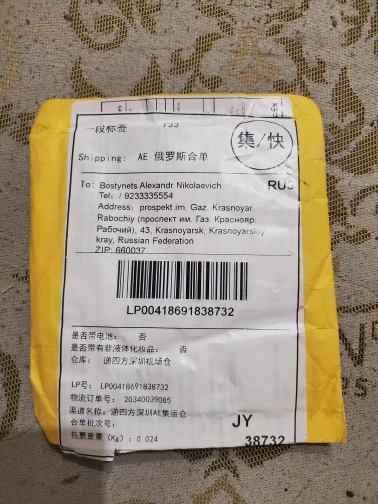 一段标签 Y33
集/快
Shipping: AE 俄罗斯合单
To: Bostynets Alexandr Nikolaevich RUS
Tel: / 9233335554
Address: prospekt im. Gaz. Krasnoyar
Rabochiy (проспект им. Газ. Краснояр.
Рабочий), 43, Krasnoyarsk, Krasnoyarskiy
kray, Russian Federation
ZIP: 660037
LP00418691838732
是否带电池: 否
是否带有非液体化妆品: 否
仓库: 递四方深圳机场仓
LP号: LP00418691838732
物流订单号: 20340039085
渠道名称: 递四方深圳AE集运仓
合单批次号:
包裹重量(Kg): 0.024
JY
38732